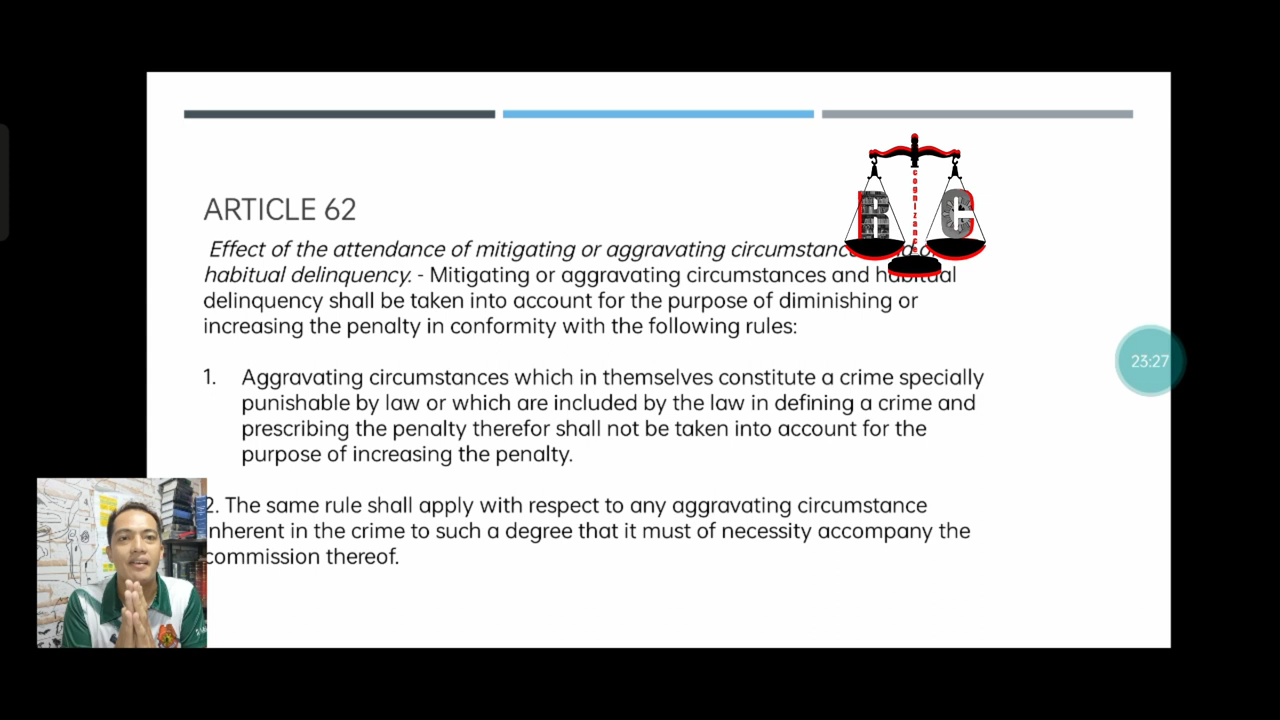 ARTICLE 62
Effect of the attendance of mitigating or aggravating circumstanc
habitual delinquency. - Mitigating or aggravating circumstances and habitual
delinquency shall be taken into account for the purpose of diminishing or
increasing the penalty in conformity with the following rules:
1. Aggravating circumstances which in themselves constitute a crime specially
punishable by law or which are included by the law in defining a crime and
prescribing the penalty therefor shall not be taken into account for the
purpose of increasing the penalty.
2. The same rule shall apply with respect to any aggravating circumstance
inherent in the crime to such a degree that it must of necessity accompany the
commission thereof.
R C
cognizance
23:27